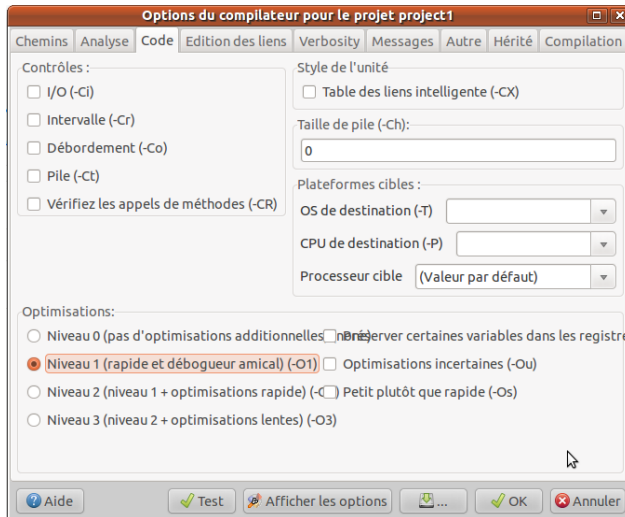 Options du compilateur pour le projet project1
Chemins Analyse Code Edition des liens Verbosity Messages Autre Hérité Compilation
Contrôles :
I/O (-Ci)
Intervalle (-Cr)
Débordement (-Co)
Pile (-Ct)
Vérifiez les appels de méthodes (-CR)
Style de l'unité
Table des liens intelligente (-CX)
Taille de pile (-Ch):
0
Plateformes cibles :
OS de destination (-T)
CPU de destination (-P)
Processeur cible (Valeur par défaut)
Optimisations:
Niveau 0 (pas d'optimisations additionnelles
server certaines variables dans les registre
Niveau 1 (rapide et débogueur amical) (-O1)
Optimisations incertaines (-Ou)
Niveau 2 (niveau 1 + optimisations rapide)
Petit plutôt que rapide (-Os)
Niveau 3 (niveau 2 + optimisations lentes) (-O3)
Aide Test Afficher les options ... OK Annuler